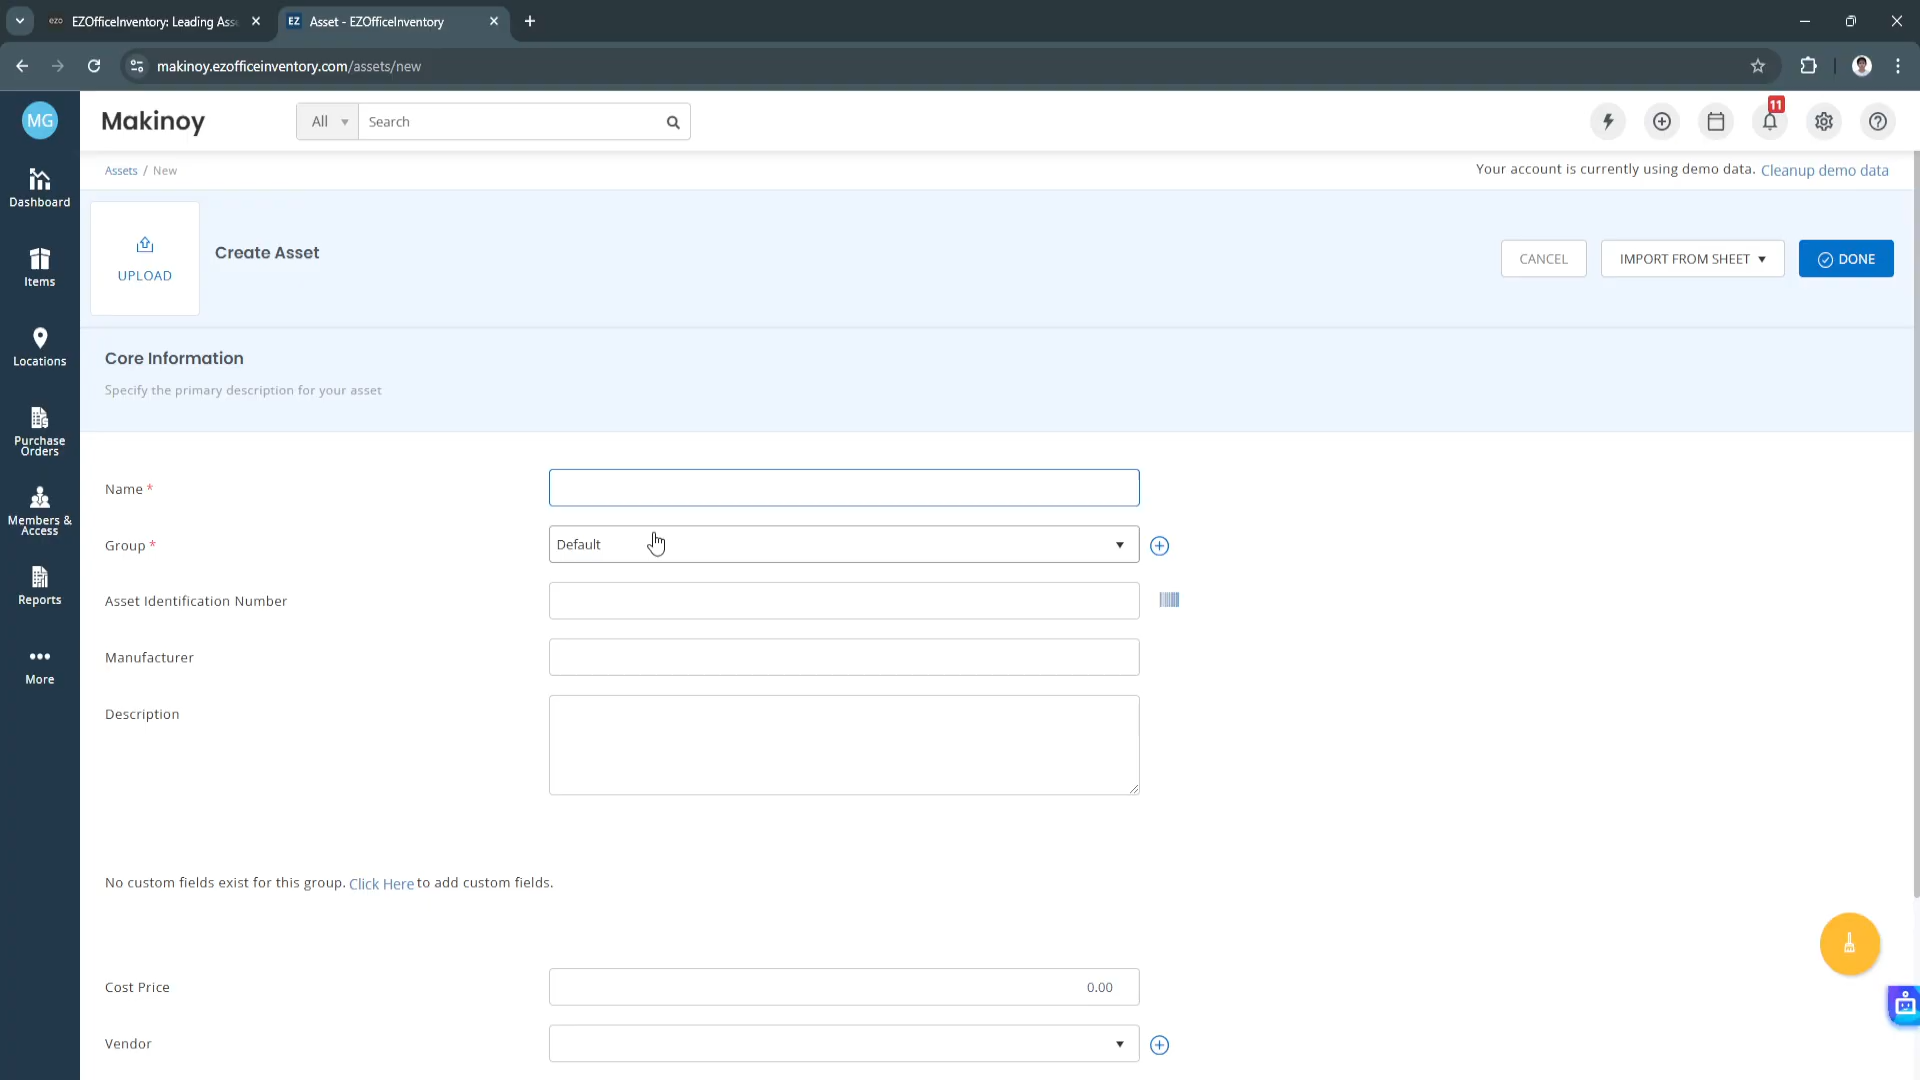 ezo EZOfficeInventory: Leading Ass
EZ Asset - EZOfficeInventory
makinoy.ezofficeinventory.com/assets/new
MG
Makinoy
All
Search
11
Assets / New
Your account is currently using demo data. Cleanup demo data
UPLOAD
Create Asset
CANCEL
IMPORT FROM SHEET
DONE
Dashboard
Items
Locations
Purchase
Orders
Members &
Access
Reports
More
Core Information
Specify the primary description for your asset
Name *
Group *
Default
Asset Identification Number
Manufacturer
Description
No custom fields exist for this group. Click Here to add custom fields.
Cost Price
0.00
Vendor